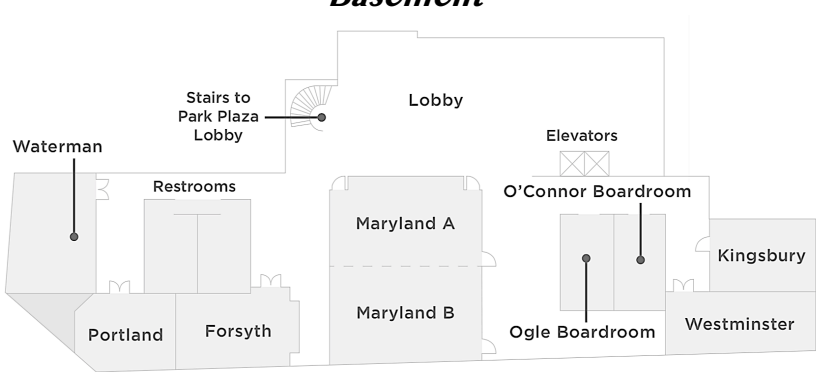 Basement
Stairs to
Park Plaza
Lobby
Lobby
Waterman
Elevators
Restrooms
O'Connor Boardroom
Maryland A
Kingsbury
Maryland B
Portland
Forsyth
Ogle Boardroom
Westminster